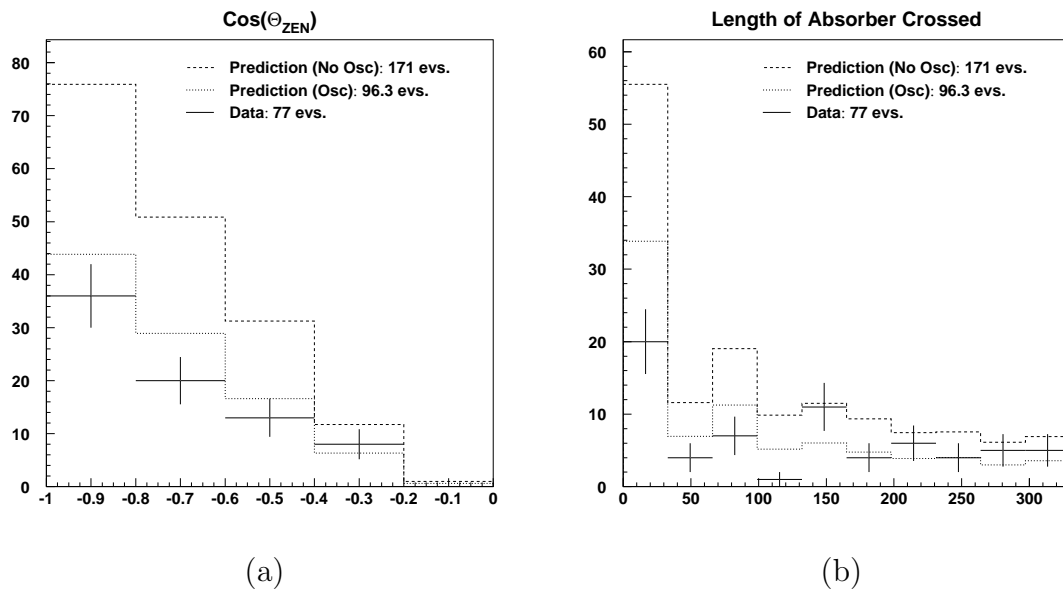 Cos(Θ_ZEN)
Prediction (No Osc): 171 evs.
Prediction (Osc): 96.3 evs.
Data: 77 evs.
80
70
60
50
40
30
20
10
0
-1 -0.9 -0.8 -0.7 -0.6 -0.5 -0.4 -0.3 -0.2 -0.1 0
(a)
Length of Absorber Crossed
Prediction (No Osc): 171 evs.
Prediction (Osc): 96.3 evs.
Data: 77 evs.
60
50
40
30
20
10
0
0 50 100 150 200 250 300
(b)